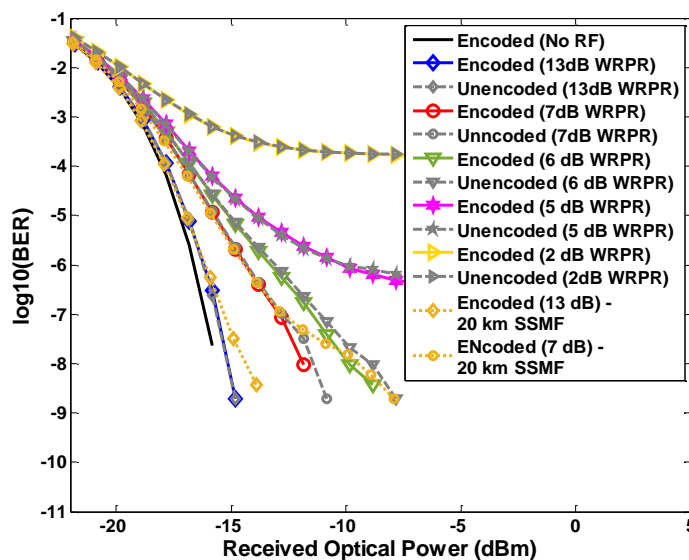 -1
-2
-3
-4
-5
-6
-7
-8
-9
-10
-11
log10(BER)
-20
-15
-10
-5
0
5
Received Optical Power (dBm)
Encoded (No RF)
Encoded (13dB WRPR)
Unencoded (13dB WRPR)
Encoded (7dB WRPR)
Unncoded (7dB WRPR)
Encoded (6 dB WRPR)
Unencoded (6 dB WRPR)
Encoded (5 dB WRPR)
Unencoded (5 dB WRPR)
Encoded (2 dB WRPR)
Unencoded (2dB WRPR)
Encoded (13 dB) -
20 km SSMF
ENcoded (7 dB) -
20 km SSMF